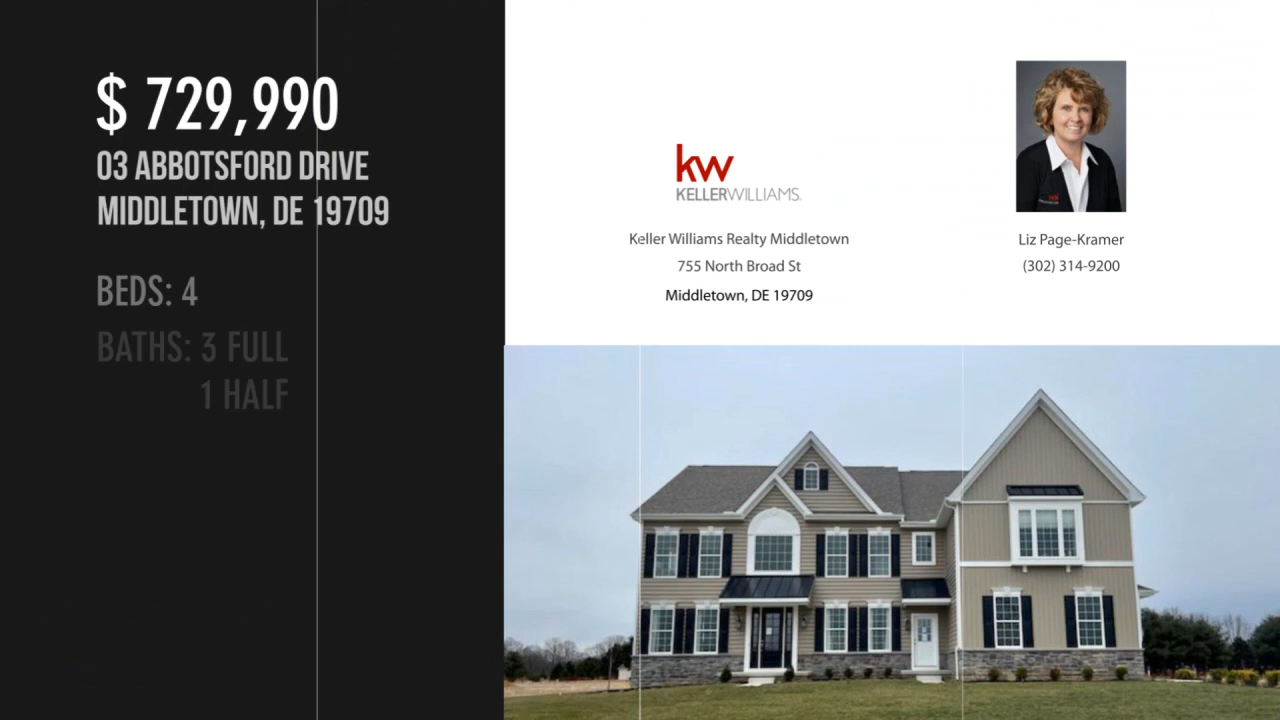 $ 729,990
03 ABBOTSFORD DRIVE
MIDDLETOWN, DE 19709
BEDS: 4
BATHS: 3 FULL
1 HALF
kw
KELLERWILLIAMS.
Keller Williams Realty Middletown
755 North Broad St
Middletown, DE 19709
Liz Page-Kramer
(302) 314-9200